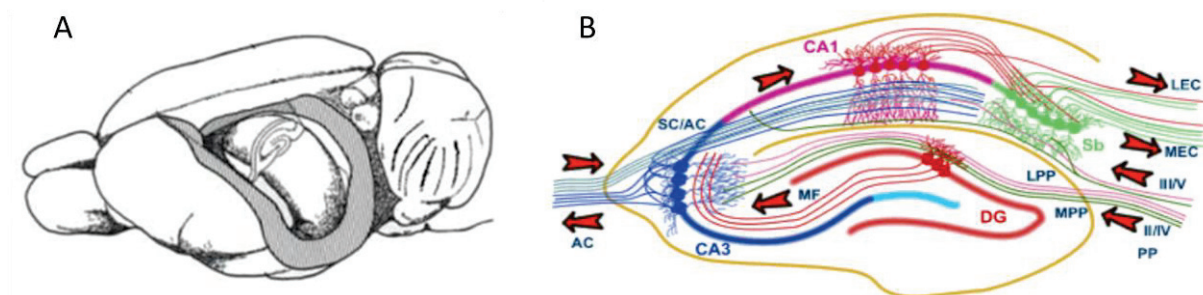 A
B
CA1
LEC
SC/AC
MEC
Sb
III/V
LPP
MF
DG
MPP
II/IV
AC
CA3
PP